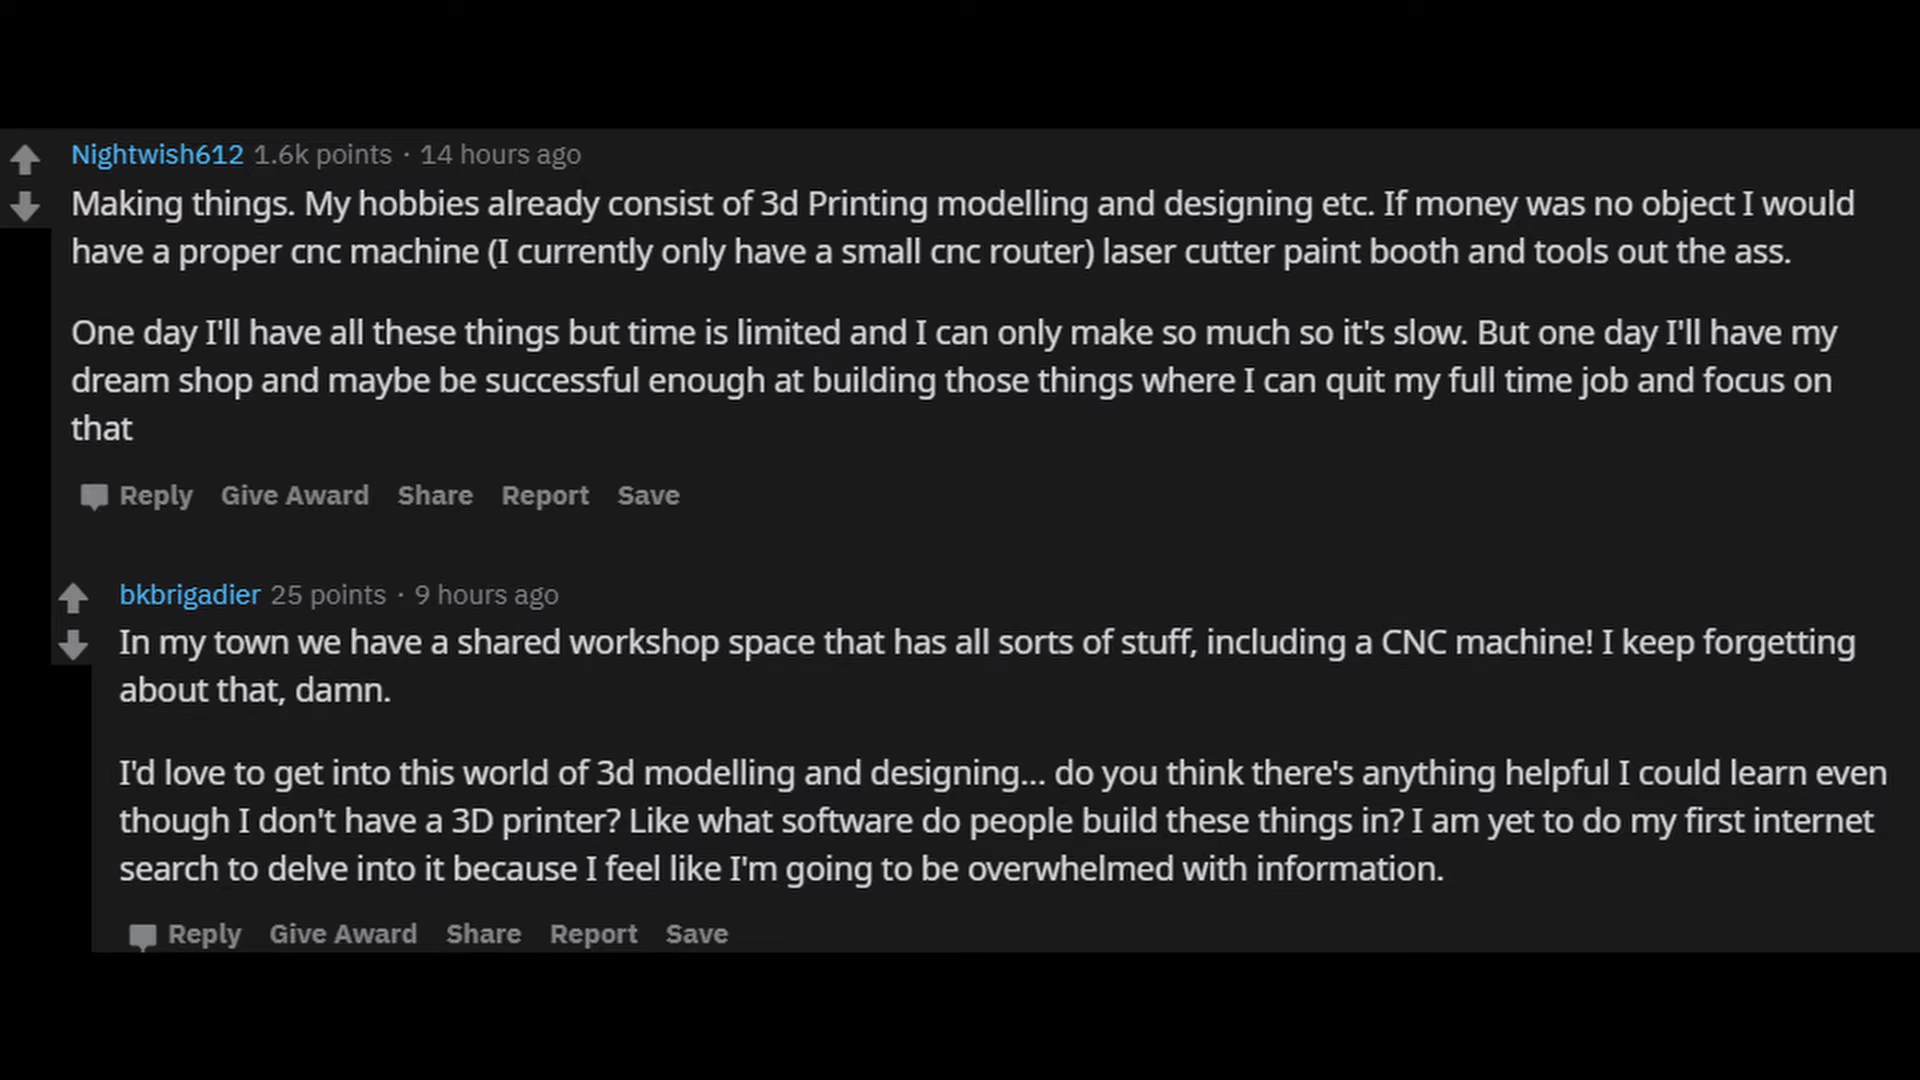 Nightwish612 1.6k points · 14 hours ago
Making things. My hobbies already consist of 3d Printing modelling and designing etc. If money was no object I would
have a proper cnc machine (I currently only have a small cnc router) laser cutter paint booth and tools out the ass.
One day I'll have all these things but time is limited and I can only make so much so it's slow. But one day I'll have my
dream shop and maybe be successful enough at building those things where I can quit my full time job and focus on
that
Reply Give Award Share Report Save
bkbrigadier 25 points · 9 hours ago
In my town we have a shared workshop space that has all sorts of stuff, including a CNC machine! I keep forgetting
about that, damn.
I'd love to get into this world of 3d modelling and designing... do you think there's anything helpful I could learn even
though I don't have a 3D printer? Like what software do people build these things in? I am yet to do my first internet
search to delve into it because I feel like I'm going to be overwhelmed with information.
Reply Give Award Share Report Save